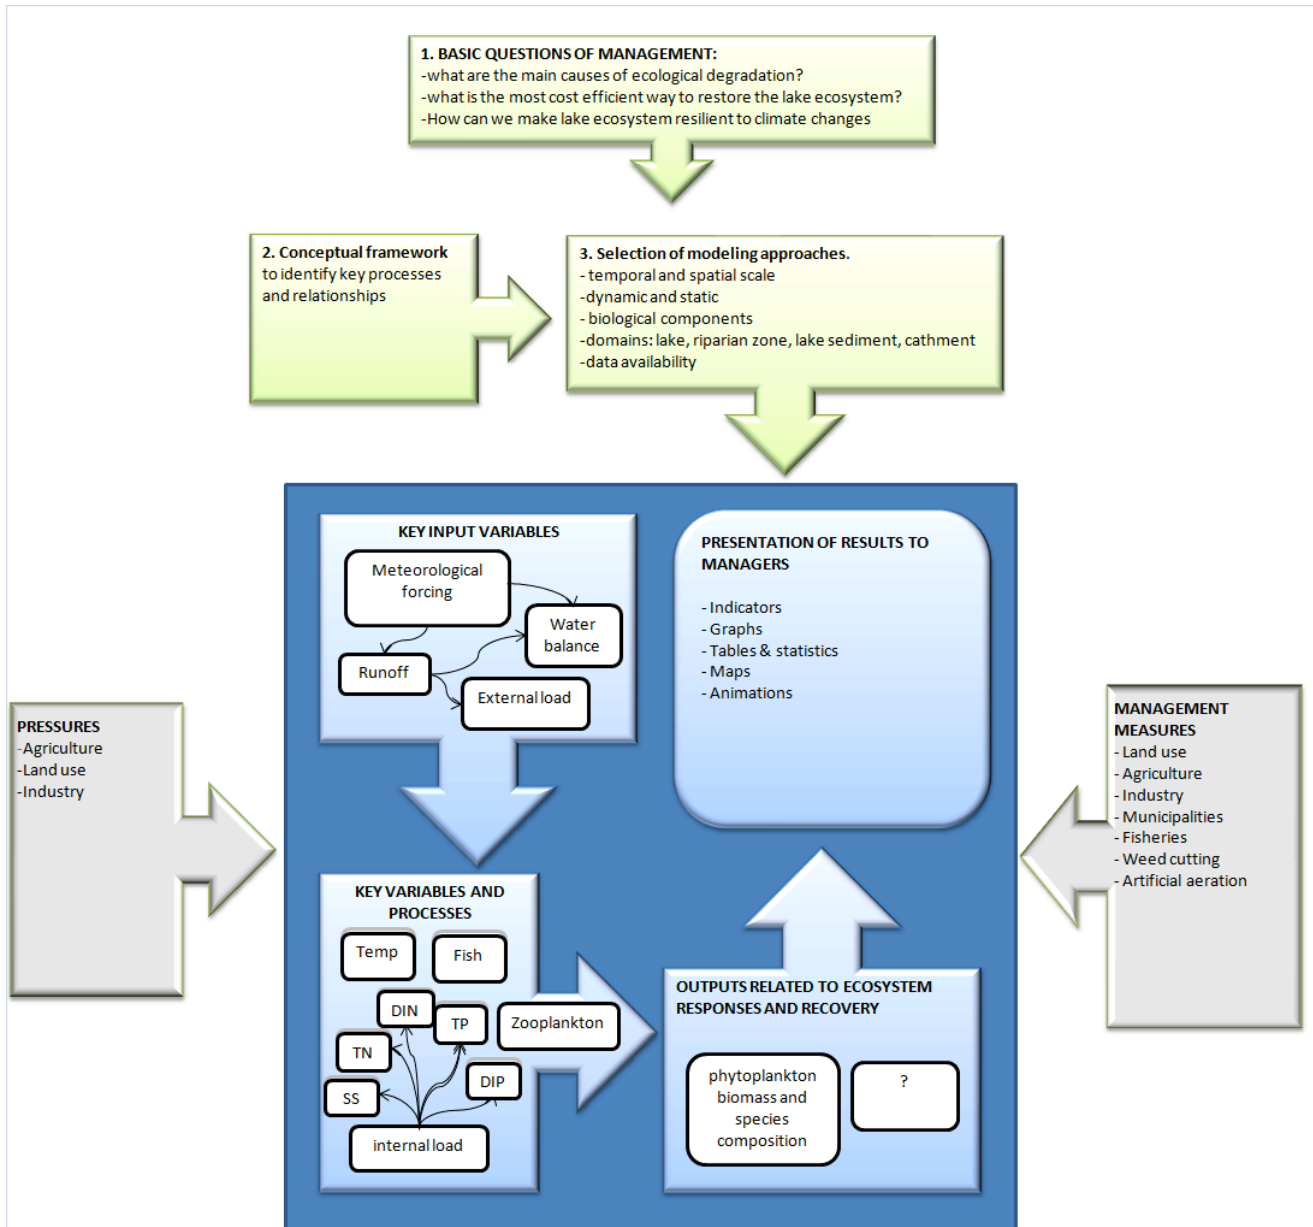 1. BASIC QUESTIONS OF MANAGEMENT:
-what are the main causes of ecological degradation?
-what is the most cost efficient way to restore the lake ecosystem?
-How can we make lake ecosystem resilient to climate changes
2. Conceptual framework
to identify key processes
and relationships
3. Selection of modeling approaches.
- temporal and spatial scale
-dynamic and static
- biological components
-domains: lake, riparian zone, lake sediment, cathment
-data availability
KEY INPUT VARIABLES
Meteorological
forcing
Water
balance
Runoff
External load
PRESENTATION OF RESULTS TO
MANAGERS
- Indicators
- Graphs
- Tables & statistics
- Maps
- Animations
PRESSURES
-Agriculture
-Land use
-Industry
MANAGEMENT
MEASURES
- Land use
- Agriculture
- Industry
- Municipalities
- Fisheries
- Weed cutting
- Artificial aeration
KEY VARIABLES AND
PROCESSES
Temp
Fish
DIN
TP
Zooplankton
TN
DIP
SS
internal load
OUTPUTS RELATED TO ECOSYSTEM
RESPONSES AND RECOVERY
phytoplankton
biomass and
species
composition
?